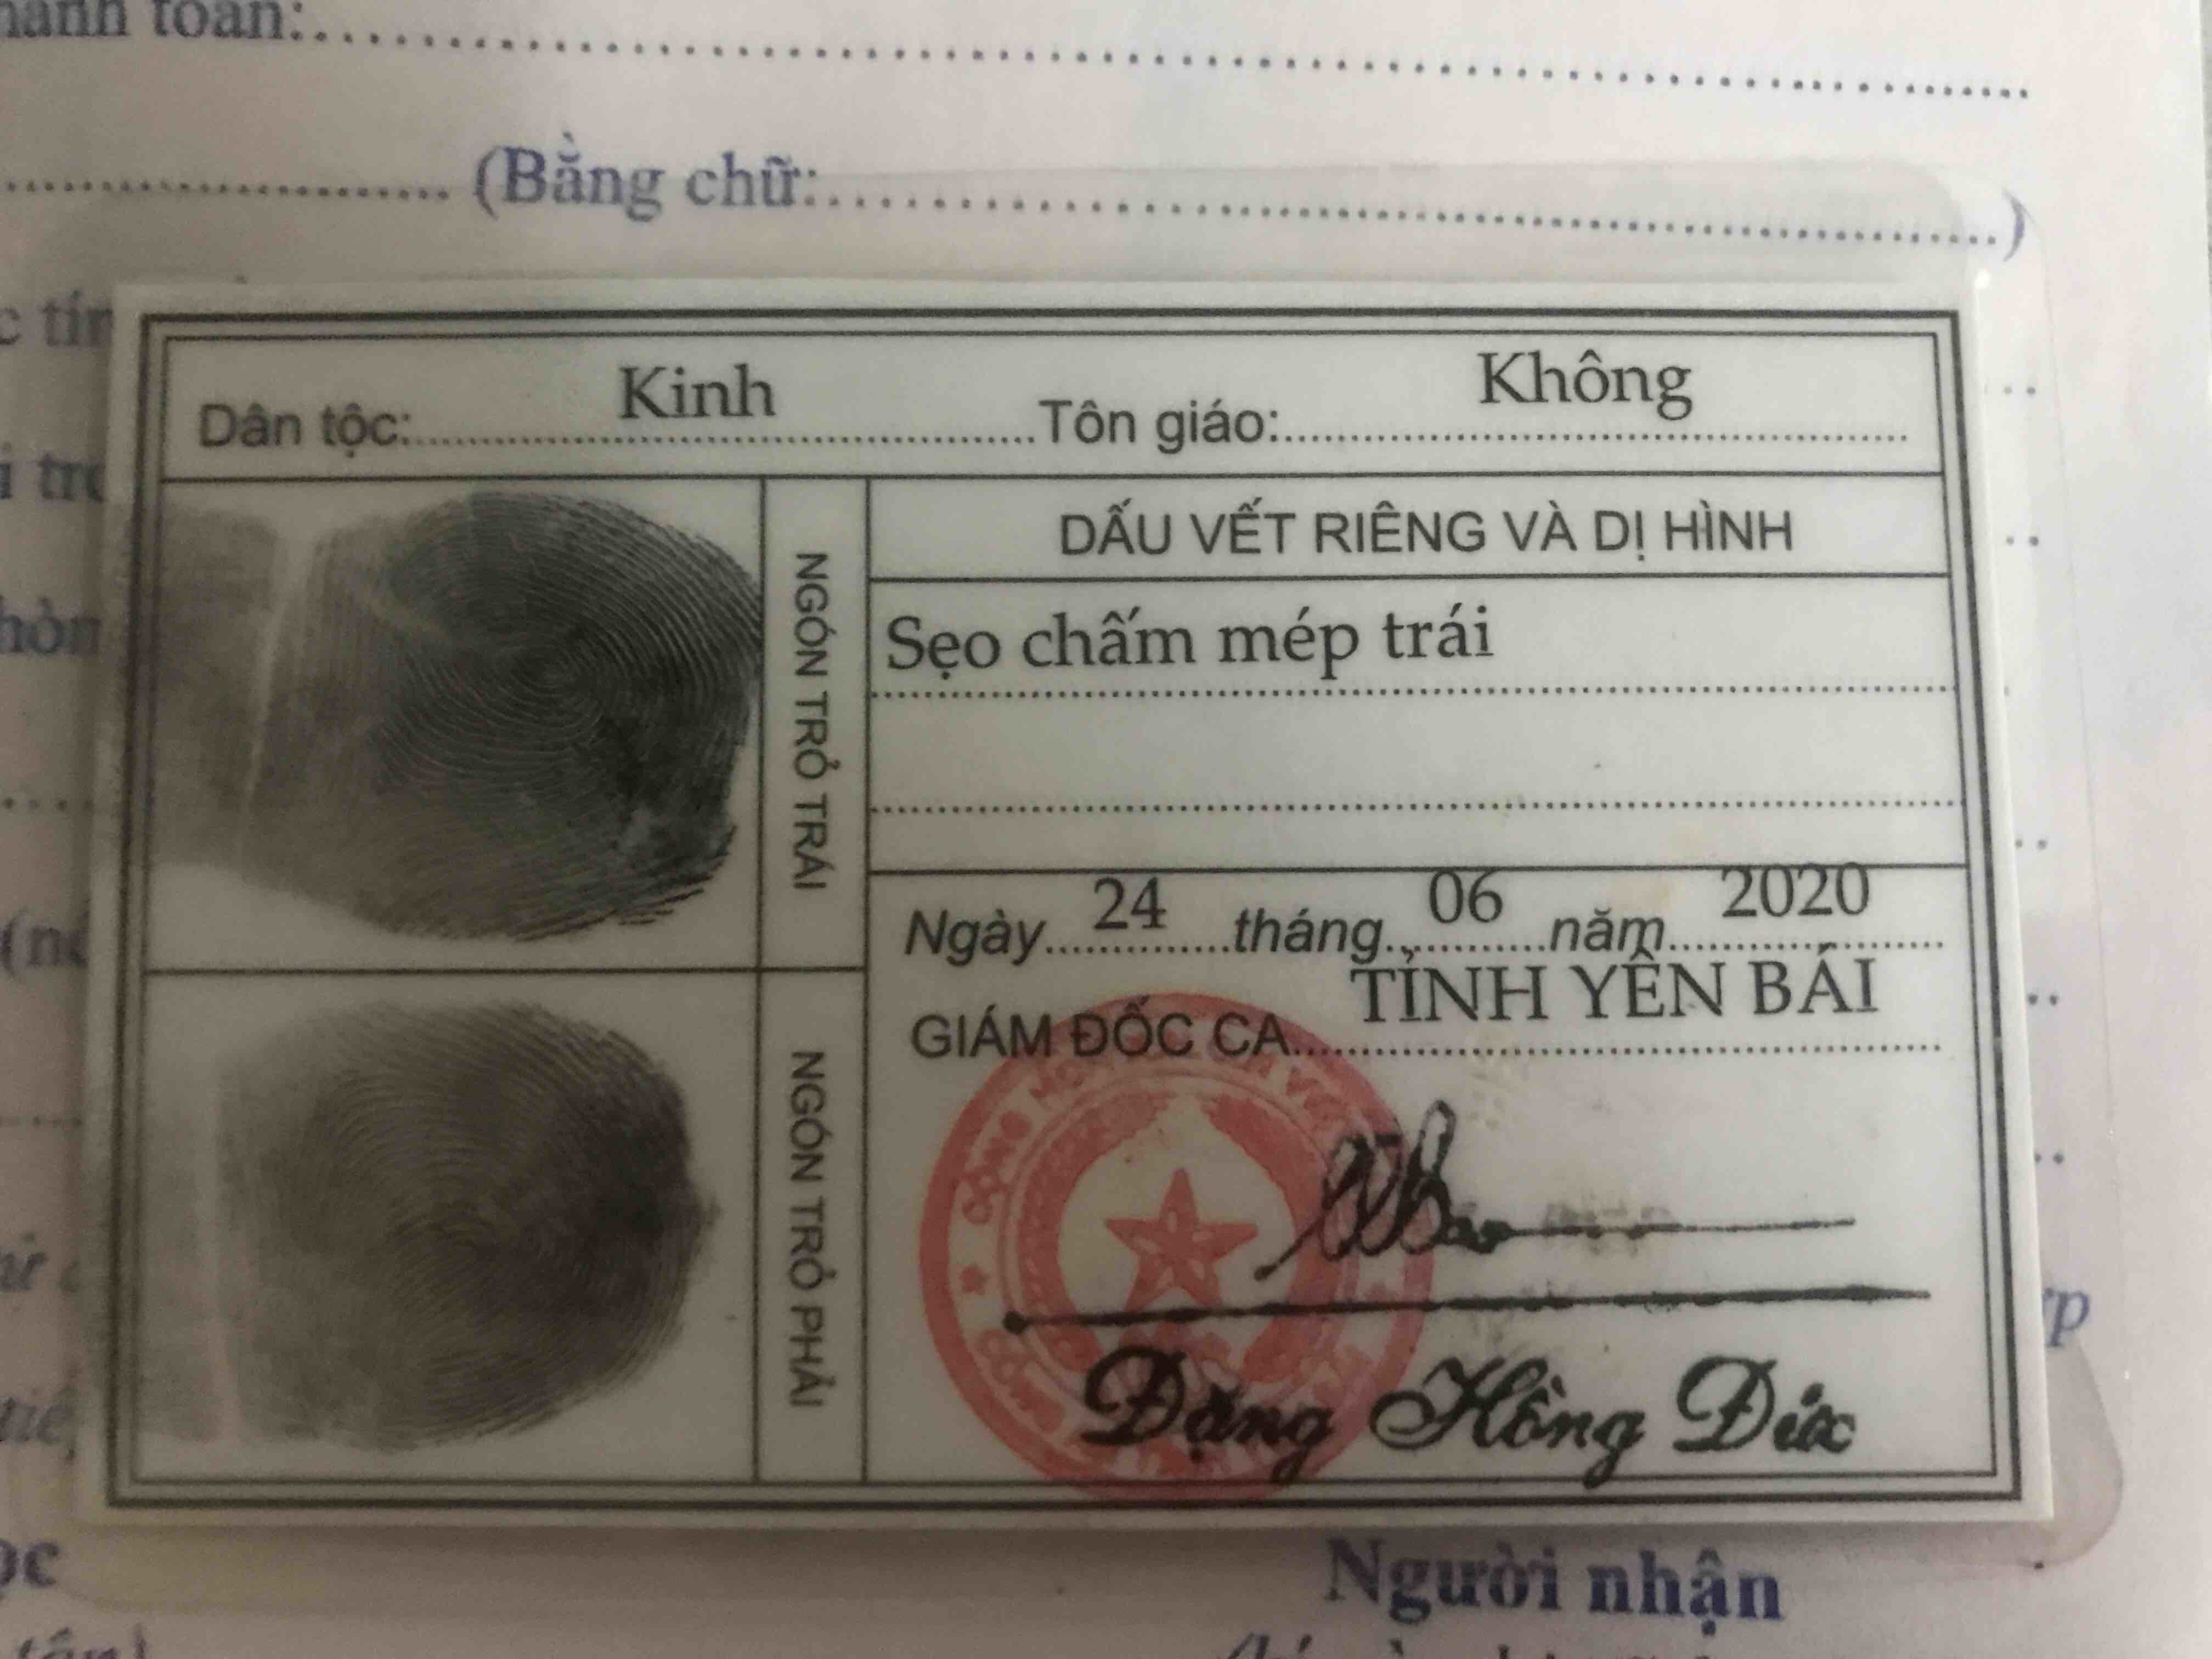 toán:
(Bằng chữ: )
Dân tộc: Kinh Tôn giáo: Không
DẤU VẾT RIÊNG VÀ DỊ HÌNH
NGÓN TRỎ TRÁI
Sẹo chấm mép trái
Ngày 24 tháng 06 năm 2020
GIÁM ĐỐC CA TỈNH YÊN BÁI
NGÓN TRỎ PHẢI
Đặng Hồng Đức
Người nhận